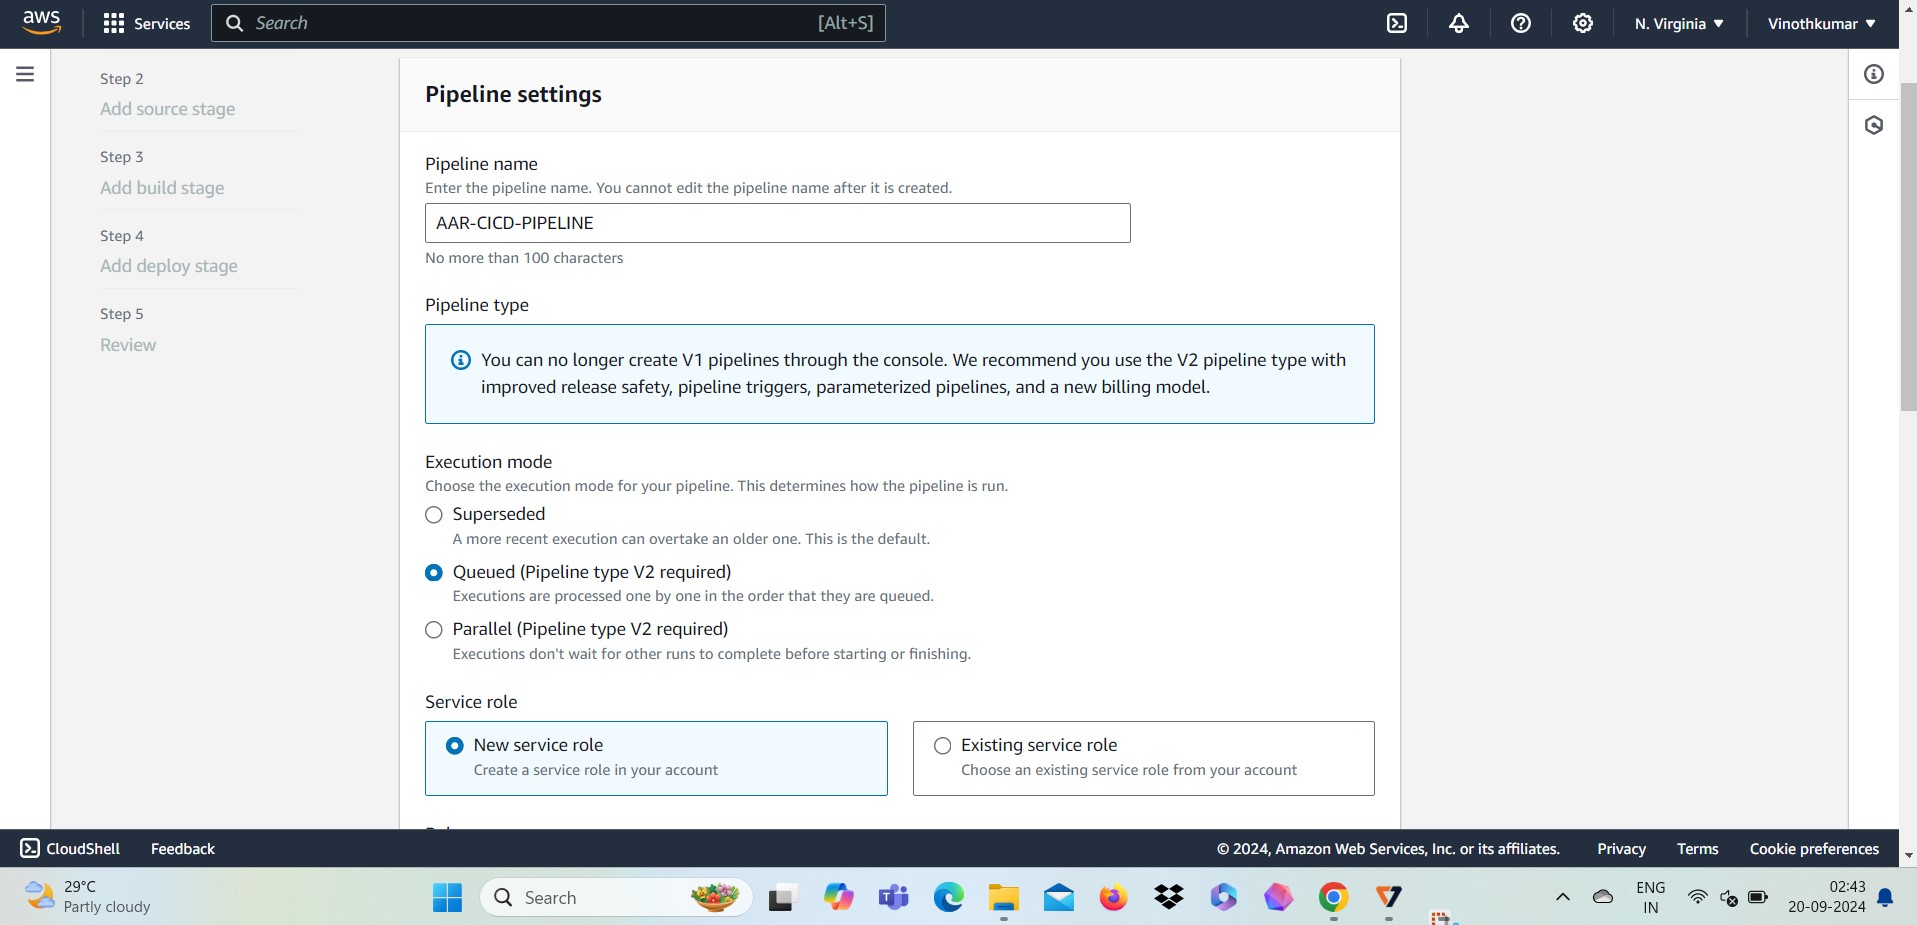 aws
Services
Search
[Alt+S]
N. Virginia
Vinothkumar
Step 2
Add source stage
Step 3
Add build stage
Step 4
Add deploy stage
Step 5
Review
Pipeline settings
Pipeline name
Enter the pipeline name. You cannot edit the pipeline name after it is created.
AAR-CICD-PIPELINE
No more than 100 characters
Pipeline type
You can no longer create V1 pipelines through the console. We recommend you use the V2 pipeline type with
improved release safety, pipeline triggers, parameterized pipelines, and a new billing model.
Execution mode
Choose the execution mode for your pipeline. This determines how the pipeline is run.
Superseded
A more recent execution can overtake an older one. This is the default.
Queued (Pipeline type V2 required)
Executions are processed one by one in the order that they are queued.
Parallel (Pipeline type V2 required)
Executions don't wait for other runs to complete before starting or finishing.
Service role
New service role
Create a service role in your account
Existing service role
Choose an existing service role from your account
CloudShell
Feedback
© 2024, Amazon Web Services, Inc. or its affiliates.
Privacy
Terms
Cookie preferences
29°C
Partly cloudy
Search
ENG
IN
02:43
20-09-2024